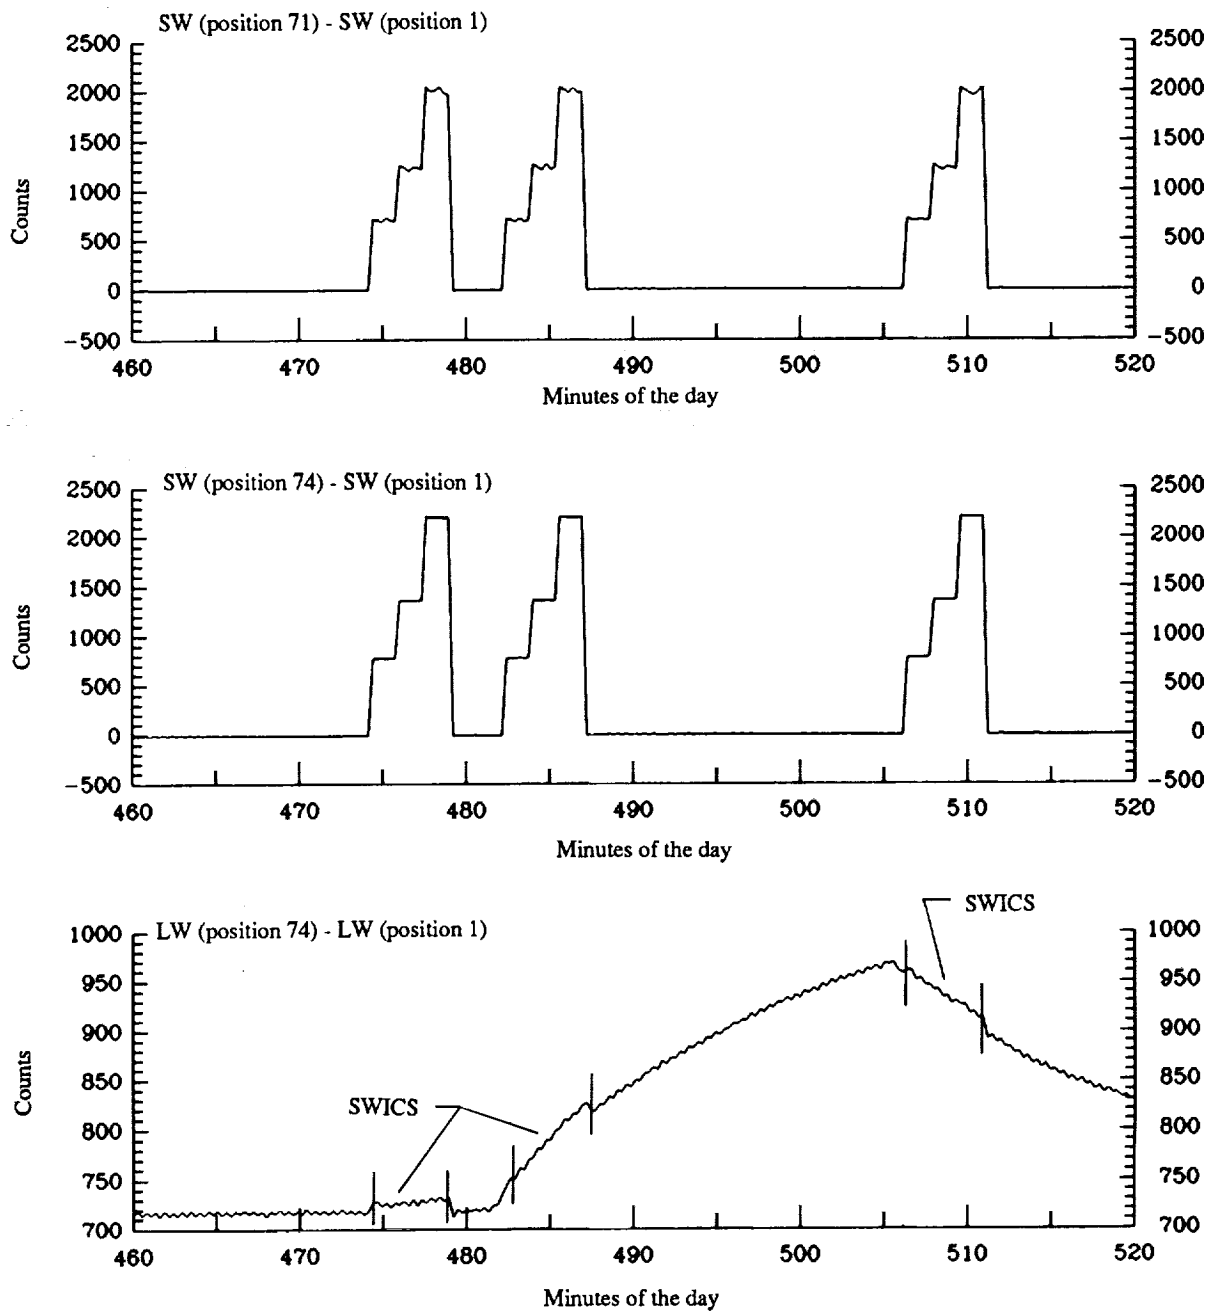 SW (position 71) - SW (position 1)
2500 2500
2000 2000
1500 1500
1000 1000
500 500
0 0
-500 -500
Counts
460 470 480 490 500 510 520
Minutes of the day
SW (position 74) - SW (position 1)
2500 2500
2000 2000
1500 1500
1000 1000
500 500
0 0
-500 -500
Counts
460 470 480 490 500 510 520
Minutes of the day
SWICS
LW (position 74) - LW (position 1)
1000 1000
950 950
900 900
850 850
SWICS
800 800
750 750
700 700
Counts
460 470 480 490 500 510 520
Minutes of the day